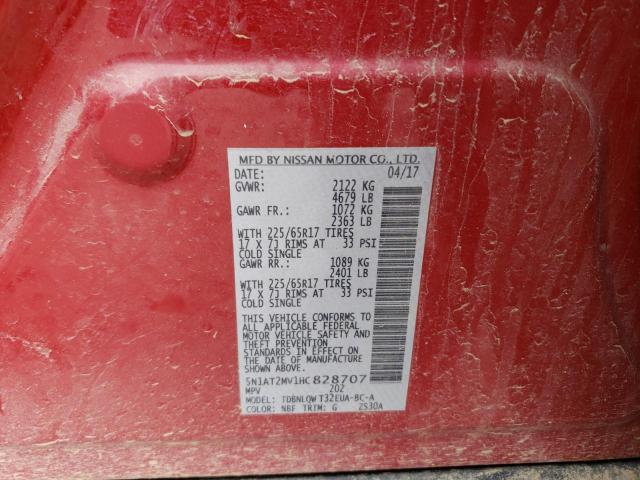 MFD BY NISSAN MOTOR CO., LTD.
DATE: 04/17
GVWR: 2122 KG
4679 LB
GAWR FR.: 1072 KG
2363 LB
WITH 225/65R17 TIRES
17 X 7J RIMS AT 33 PSI
COLD SINGLE
GAWR RR.: 1089 KG
2401 LB
WITH 225/65R17 TIRES
17 X 7J RIMS AT 33 PSI
COLD SINGLE
THIS VEHICLE CONFORMS TO
ALL APPLICABLE FEDERAL
MOTOR VEHICLE SAFETY AND
THEFT PREVENTION
STANDARDS IN EFFECT ON
THE DATE OF MANUFACTURE
SHOWN ABOVE.
5N1AT2MV1HC828707
MPV 202
MODEL: TDBNLQW T32EUA-BC-A
COLOR: NBF TRIM: G ZS30A